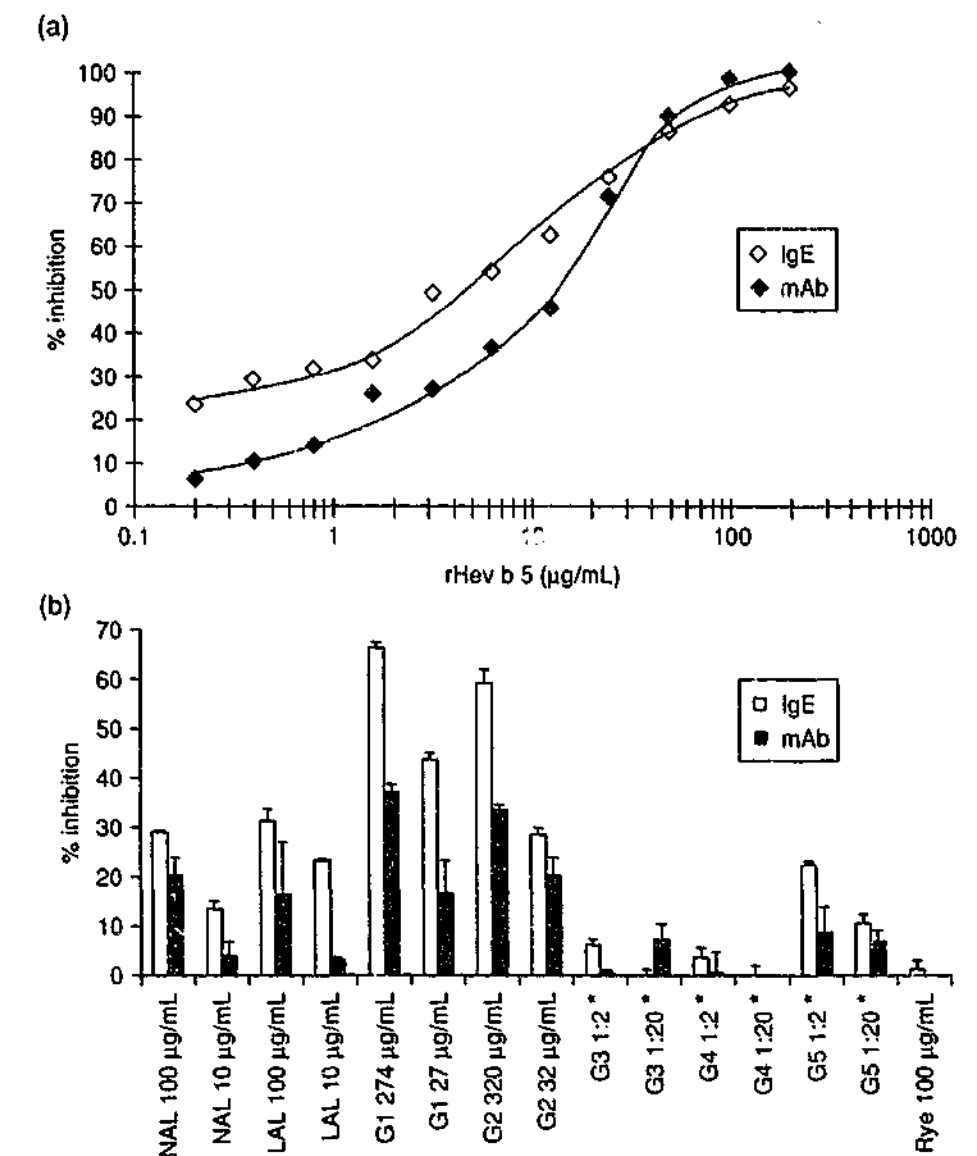 (a)
100
90
80
70
60
50
40
30
20
10
0
% inhibition
IgE
mAb
0.1 1 10 100 1000
rHev b 5 (µg/mL)
(b)
70
60
50
40
30
20
10
0
% inhibition
IgE
mAb
NAL 100 µg/mL
NAL 10 µg/mL
LAL 100 µg/mL
LAL 10 µg/mL
G1 274 µg/mL
G1 27 µg/mL
G2 320 µg/mL
G2 32 µg/mL
G3 1:2 *
G3 1:20 *
G4 1:2 *
G4 1:20 *
G5 1:2 *
G5 1:20 *
Rye 100 µg/mL